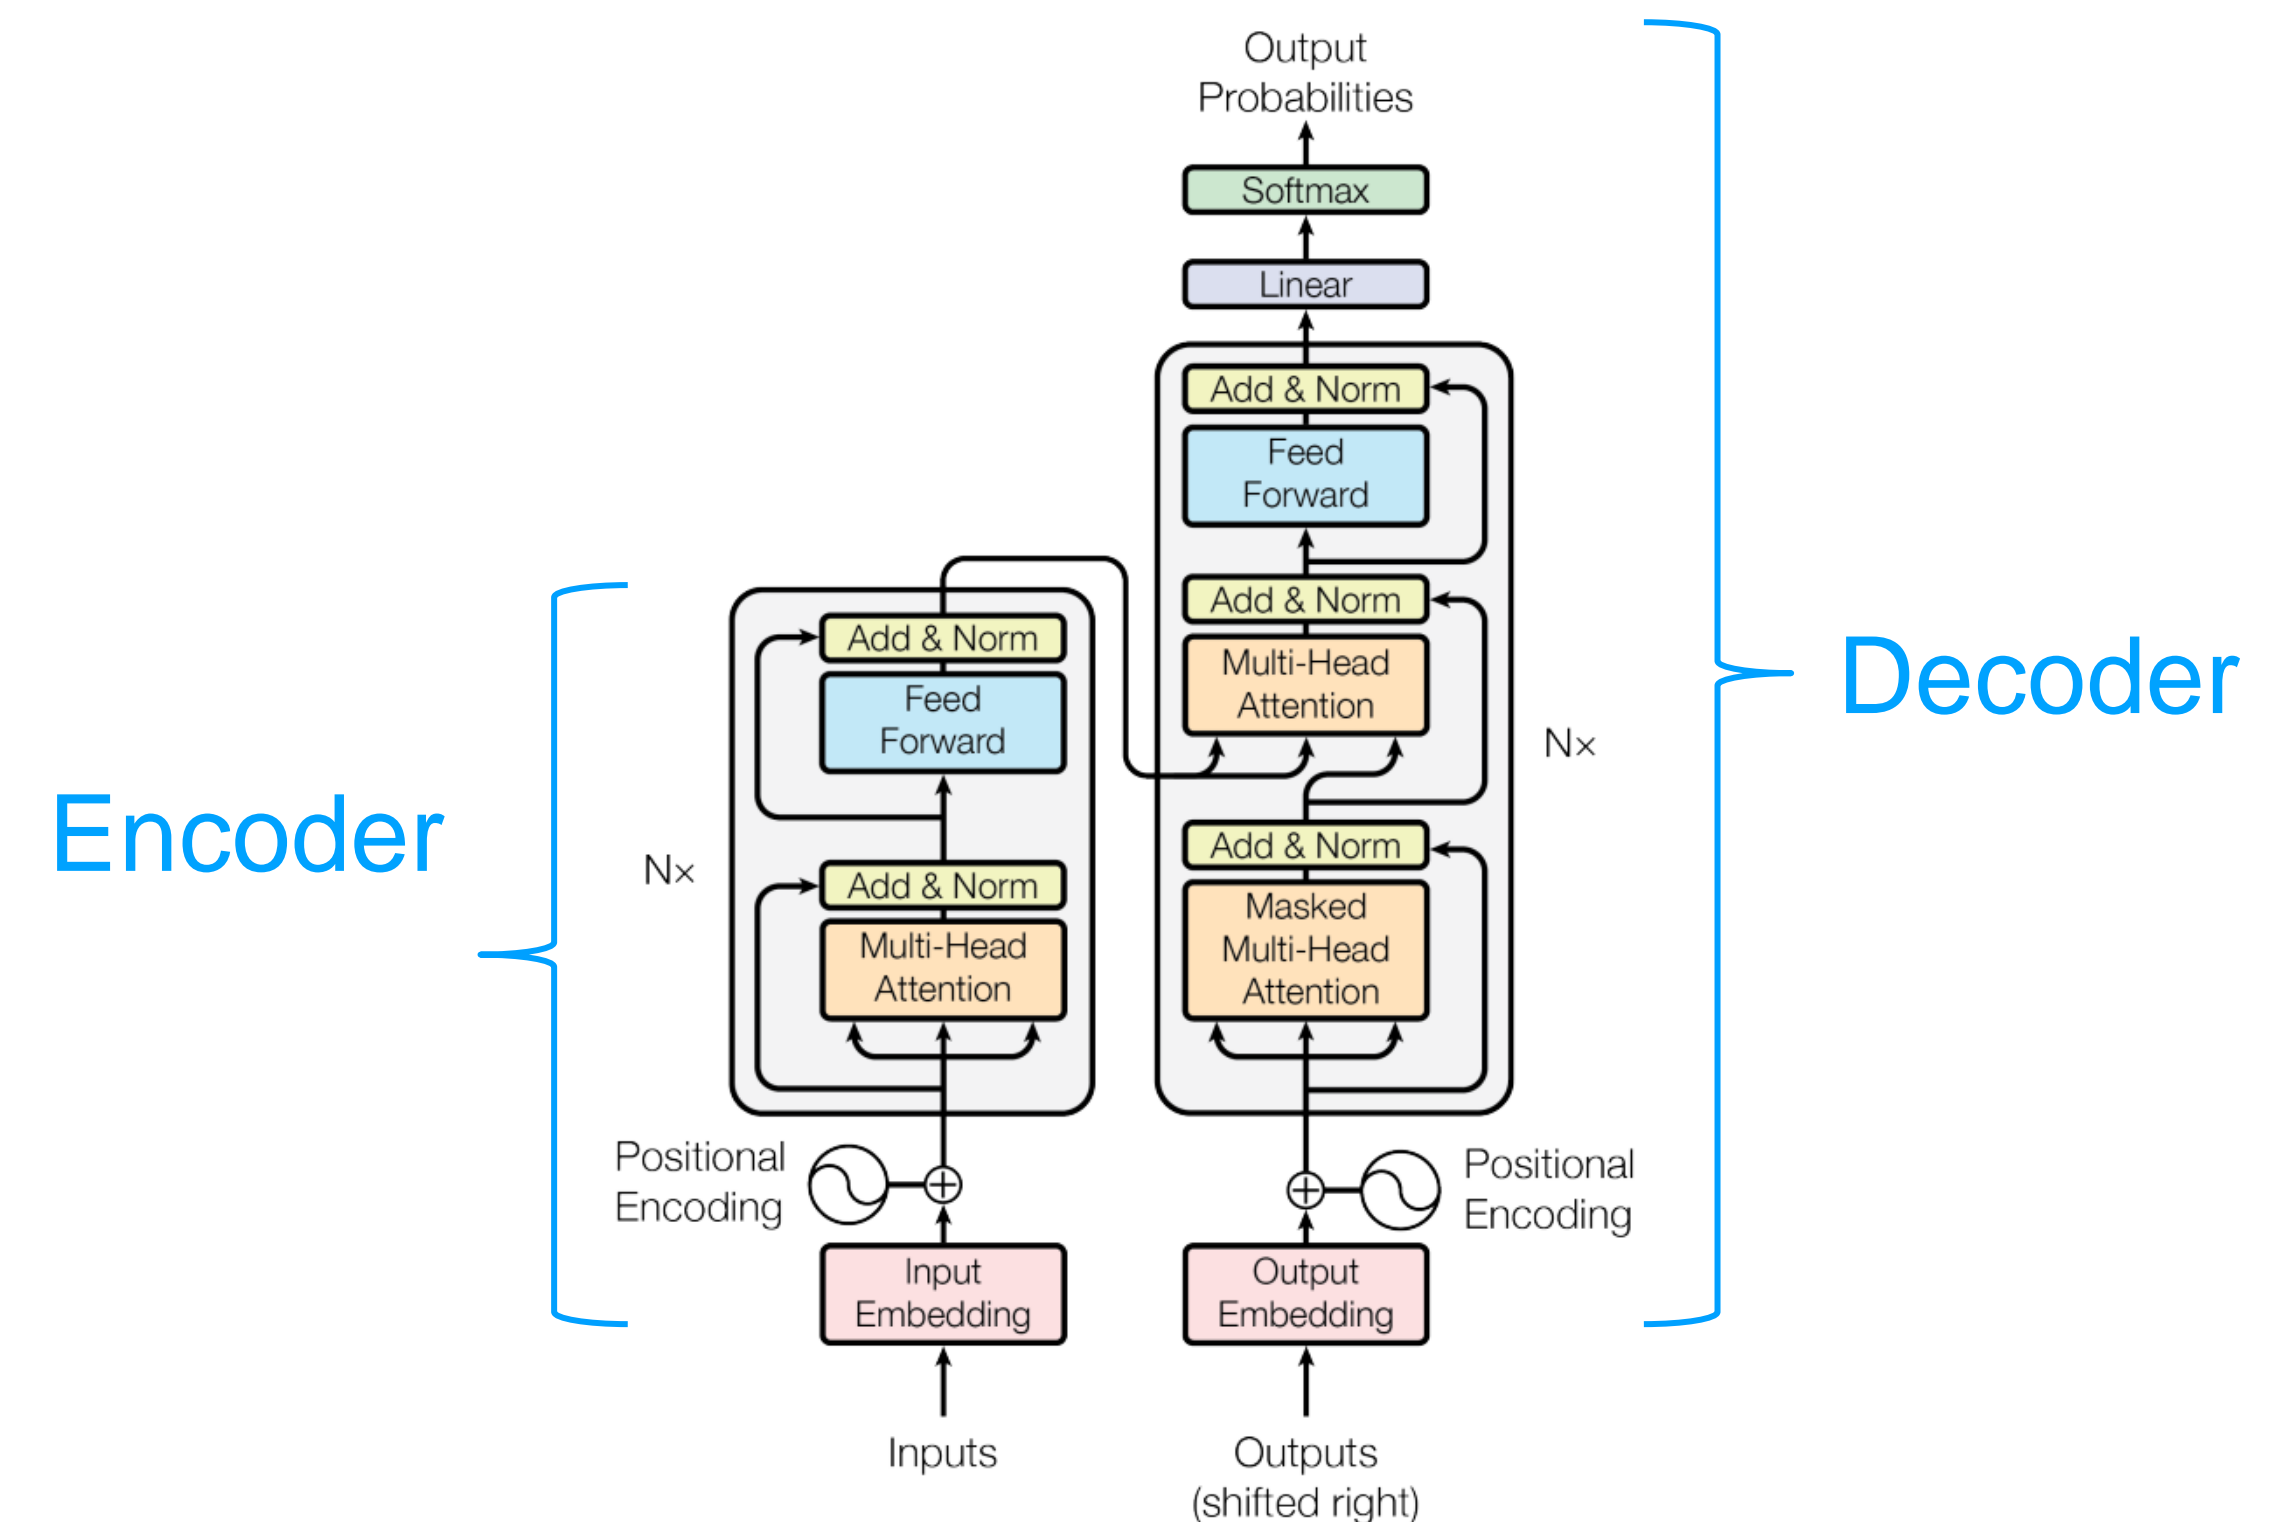 Output
Probabilities
Softmax
Linear
Add & Norm
Feed
Forward
Add & Norm
Multi-Head
Attention
Nx
Add & Norm
Masked
Multi-Head
Attention
Positional
Encoding
Output
Embedding
Outputs
(shifted right)
Decoder
Add & Norm
Feed
Forward
Nx
Add & Norm
Multi-Head
Attention
Positional
Encoding
Input
Embedding
Inputs
Encoder